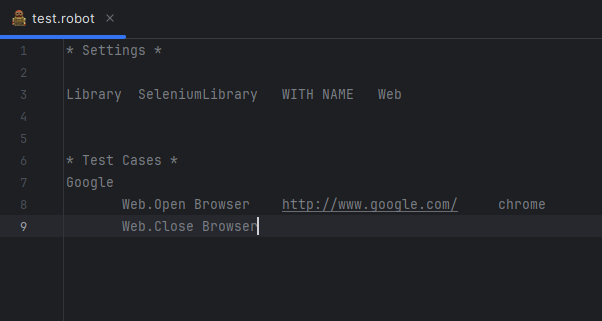 test.robot ×
1 * Settings *
2
3 Library SeleniumLibrary WITH NAME Web
4
5
6 * Test Cases *
7 Google
8 Web.Open Browser http://www.google.com/ chrome
9 Web.Close Browser